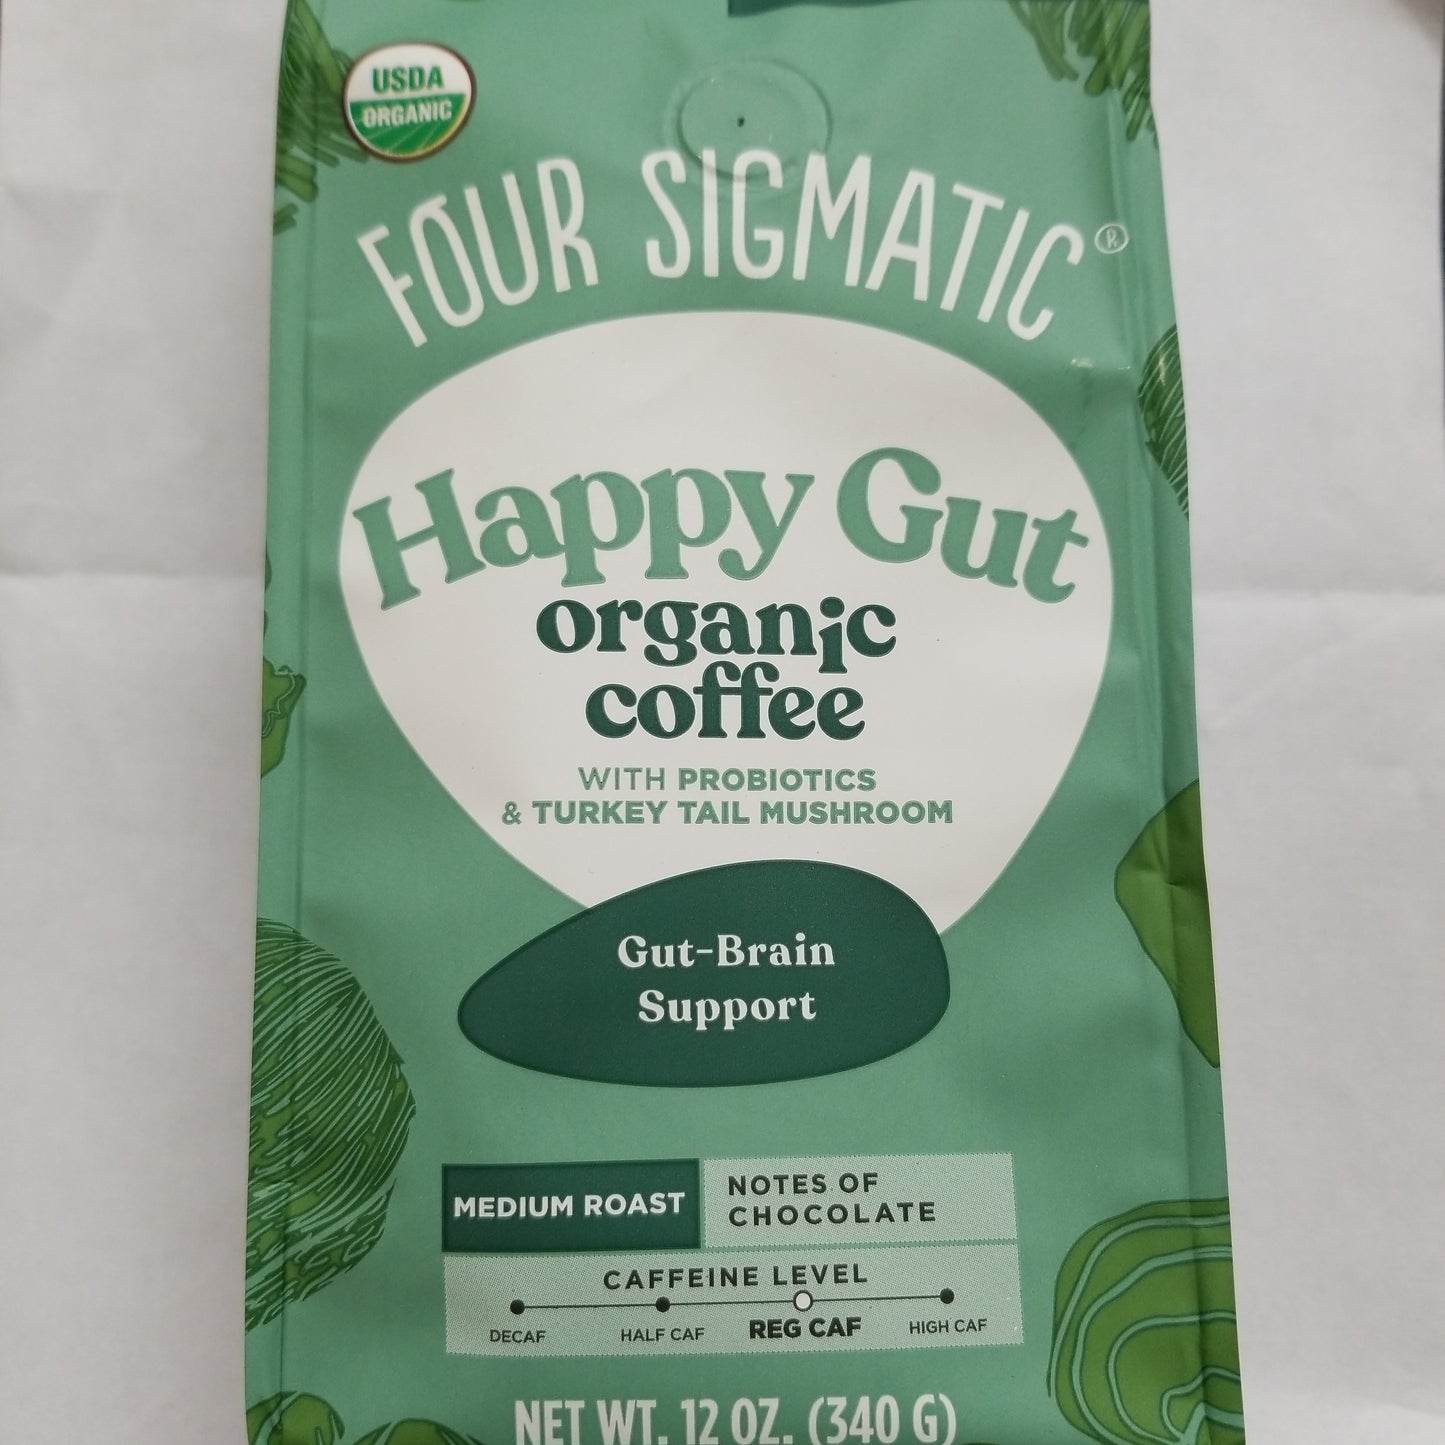 USDA
ORGANIC
FOUR SIGMATIC®
Happy Gut
organic
coffee
WITH PROBIOTICS
& TURKEY TAIL MUSHROOM
Gut-Brain
Support
MEDIUM ROAST
NOTES OF
CHOCOLATE
CAFFEINE LEVEL
DECAF HALF CAF REG CAF HIGH CAF
NET WT. 12 OZ. (340 G)